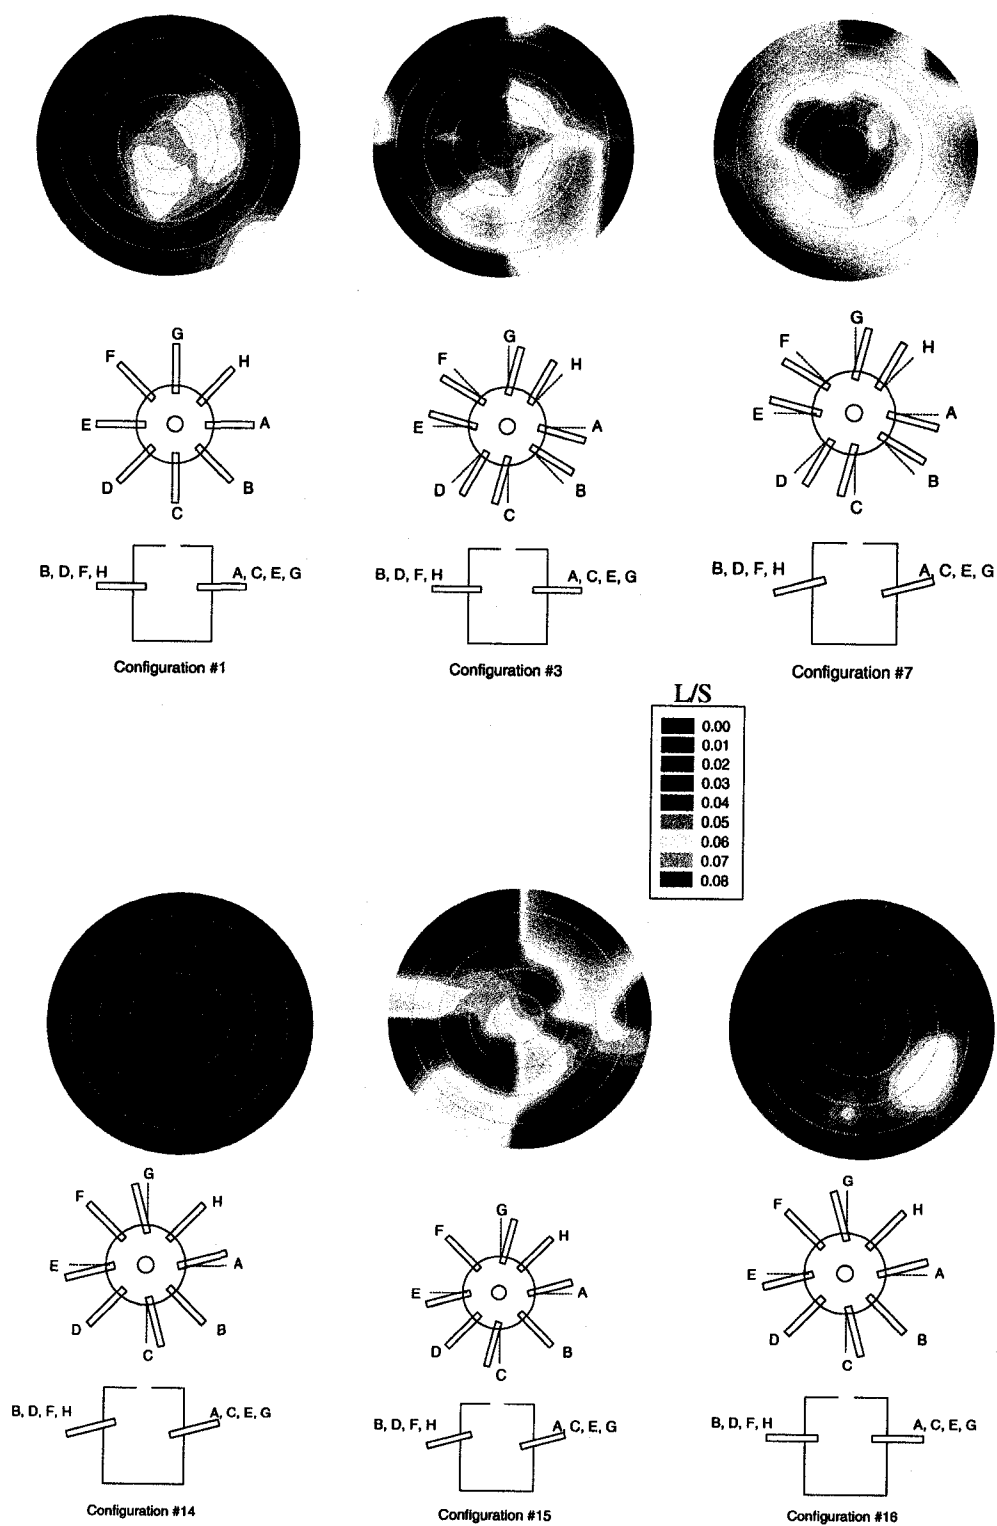 G
F
H
E
A
D
B
C
B, D, F, H
A, C, E, G
Configuration #1
G
F
H
E
A
D
B
C
B, D, F, H
A, C, E, G
Configuration #3
G
F
H
E
A
D
B
C
B, D, F, H
A, C, E, G
Configuration #7
L/S
0.00
0.01
0.02
0.03
0.04
0.05
0.06
0.07
0.08
G
F
H
E
A
D
B
C
B, D, F, H
A, C, E, G
Configuration #14
G
F
H
E
A
D
B
C
B, D, F, H
A, C, E, G
Configuration #15
G
F
H
E
A
D
B
C
B, D, F, H
A, C, E, G
Configuration #16